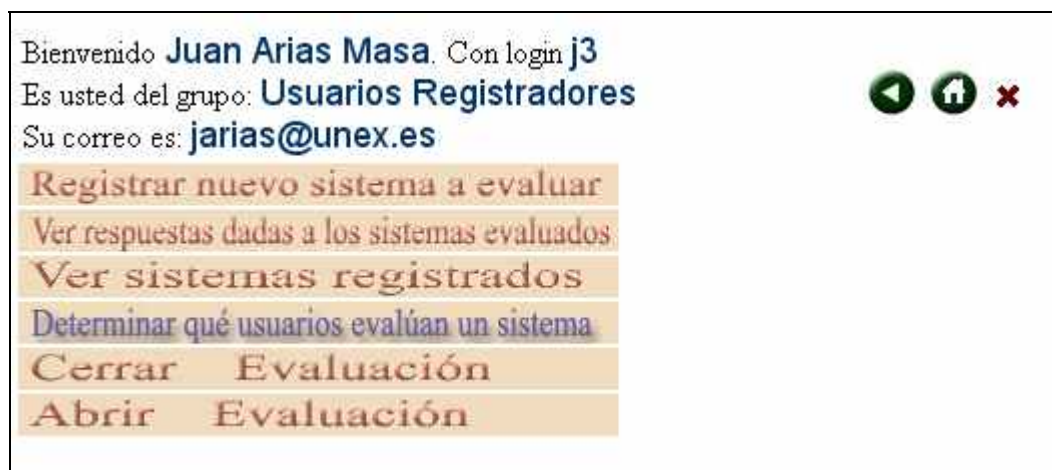 Bienvenido Juan Arias Masa. Con login j3
Es usted del grupo: Usuarios Registradores
Su correo es: jarias@unex.es
Registrar nuevo sistema a evaluar
Ver respuestas dadas a los sistemas evaluados
Ver sistemas registrados
Determinar qué usuarios evalúan un sistema
Cerrar Evaluación
Abrir Evaluación